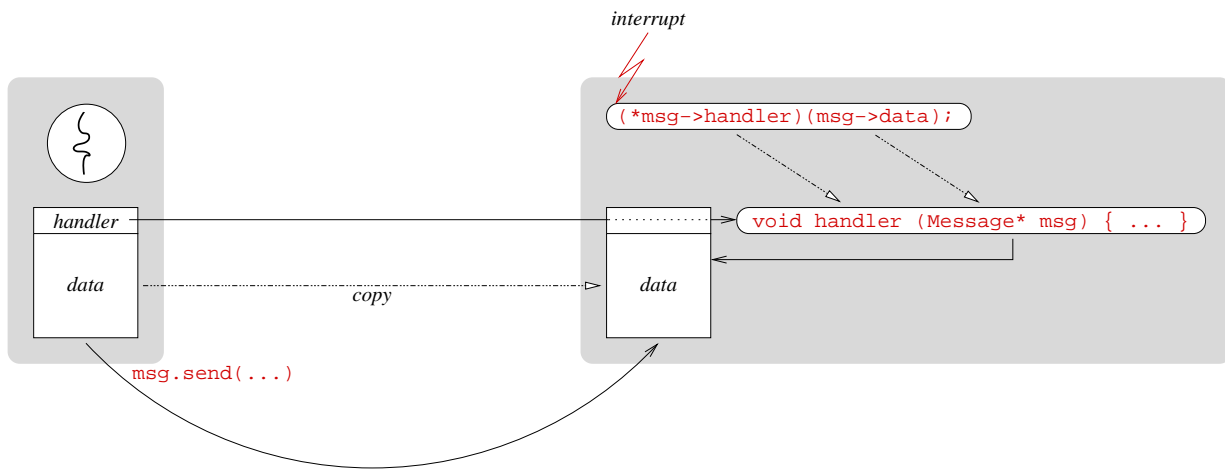 interrupt
(*msg->handler)(msg->data);
handler
void handler (Message* msg) { ... }
data
copy
data
msg.send(...)